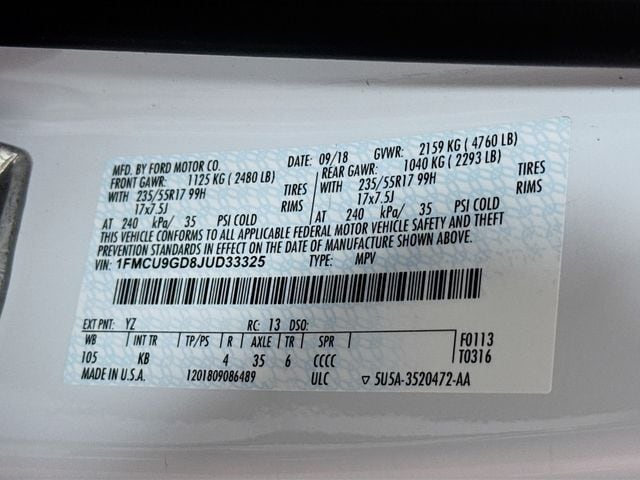 MFD. BY FORD MOTOR CO. DATE: 09/18 GVWR: 2159 KG ( 4760 LB)
FRONT GAWR: 1125 KG ( 2480 LB) REAR GAWR: 1040 KG ( 2293 LB)
WITH 235/55R17 99H TIRES WITH 235/55R17 99H TIRES
17x7.5J RIMS 17x7.5J RIMS
AT 240 kPa/ 35 PSI COLD AT 240 kPa/ 35 PSI COLD
THIS VEHICLE CONFORMS TO ALL APPLICABLE FEDERAL MOTOR VEHICLE SAFETY AND THEFT
PREVENTION STANDARDS IN EFFECT ON THE DATE OF MANUFACTURE SHOWN ABOVE.
VIN: 1FMCU9GD8JUD33325 TYPE: MPV
EXT PNT: YZ RC: 13 DSO:
WB INT TR TP/PS R AXLE TR SPR F0113
105 KB 4 35 6 CCCC T0316
MADE IN U.S.A. 1201809086489 ULC ▽ 5U5A-3520472-AA